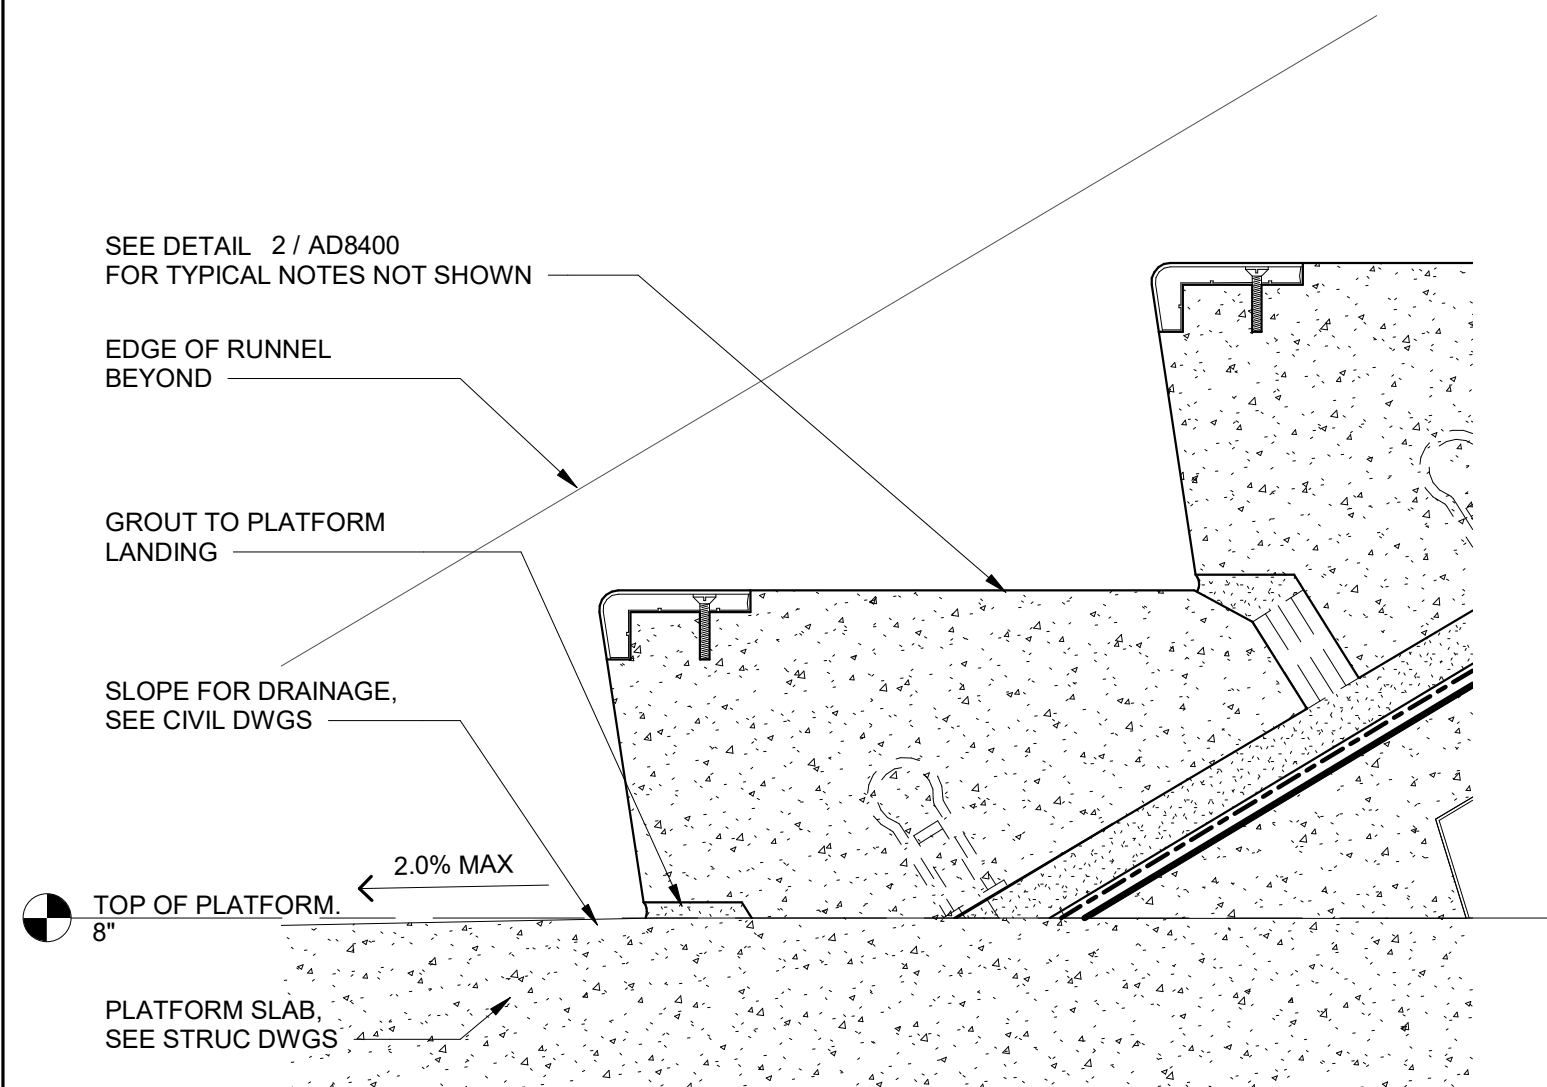 SEE DETAIL 2 / AD8400
FOR TYPICAL NOTES NOT SHOWN
EDGE OF RUNNEL
BEYOND
GROUT TO PLATFORM
LANDING
SLOPE FOR DRAINAGE,
SEE CIVIL DWGS
2.0% MAX
TOP OF PLATFORM.
8"
PLATFORM SLAB,
SEE STRUC DWGS